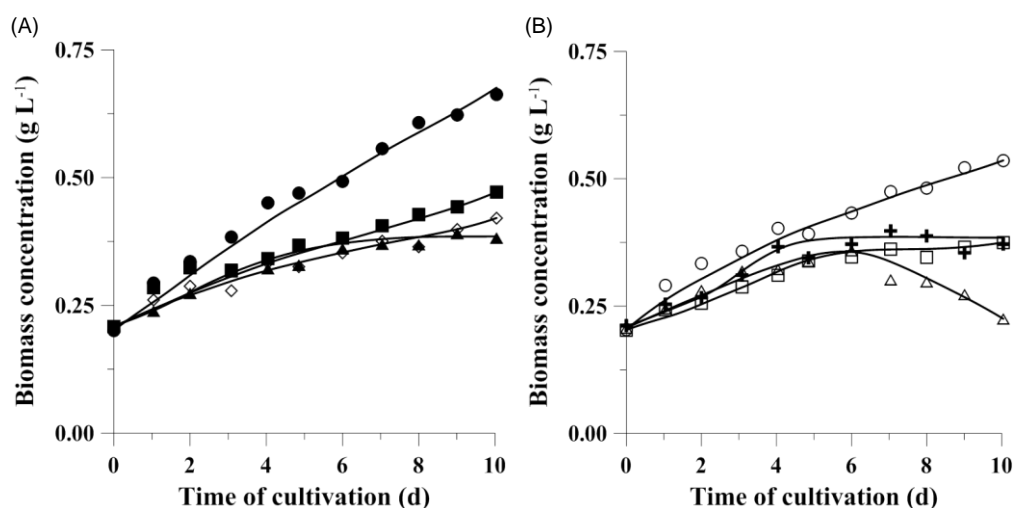 (A)
0.75
0.50
0.25
0.00
Biomass concentration (g L⁻¹)
0 2 4 6 8 10
Time of cultivation (d)
(B)
0.75
0.50
0.25
0.00
Biomass concentration (g L⁻¹)
0 2 4 6 8 10
Time of cultivation (d)